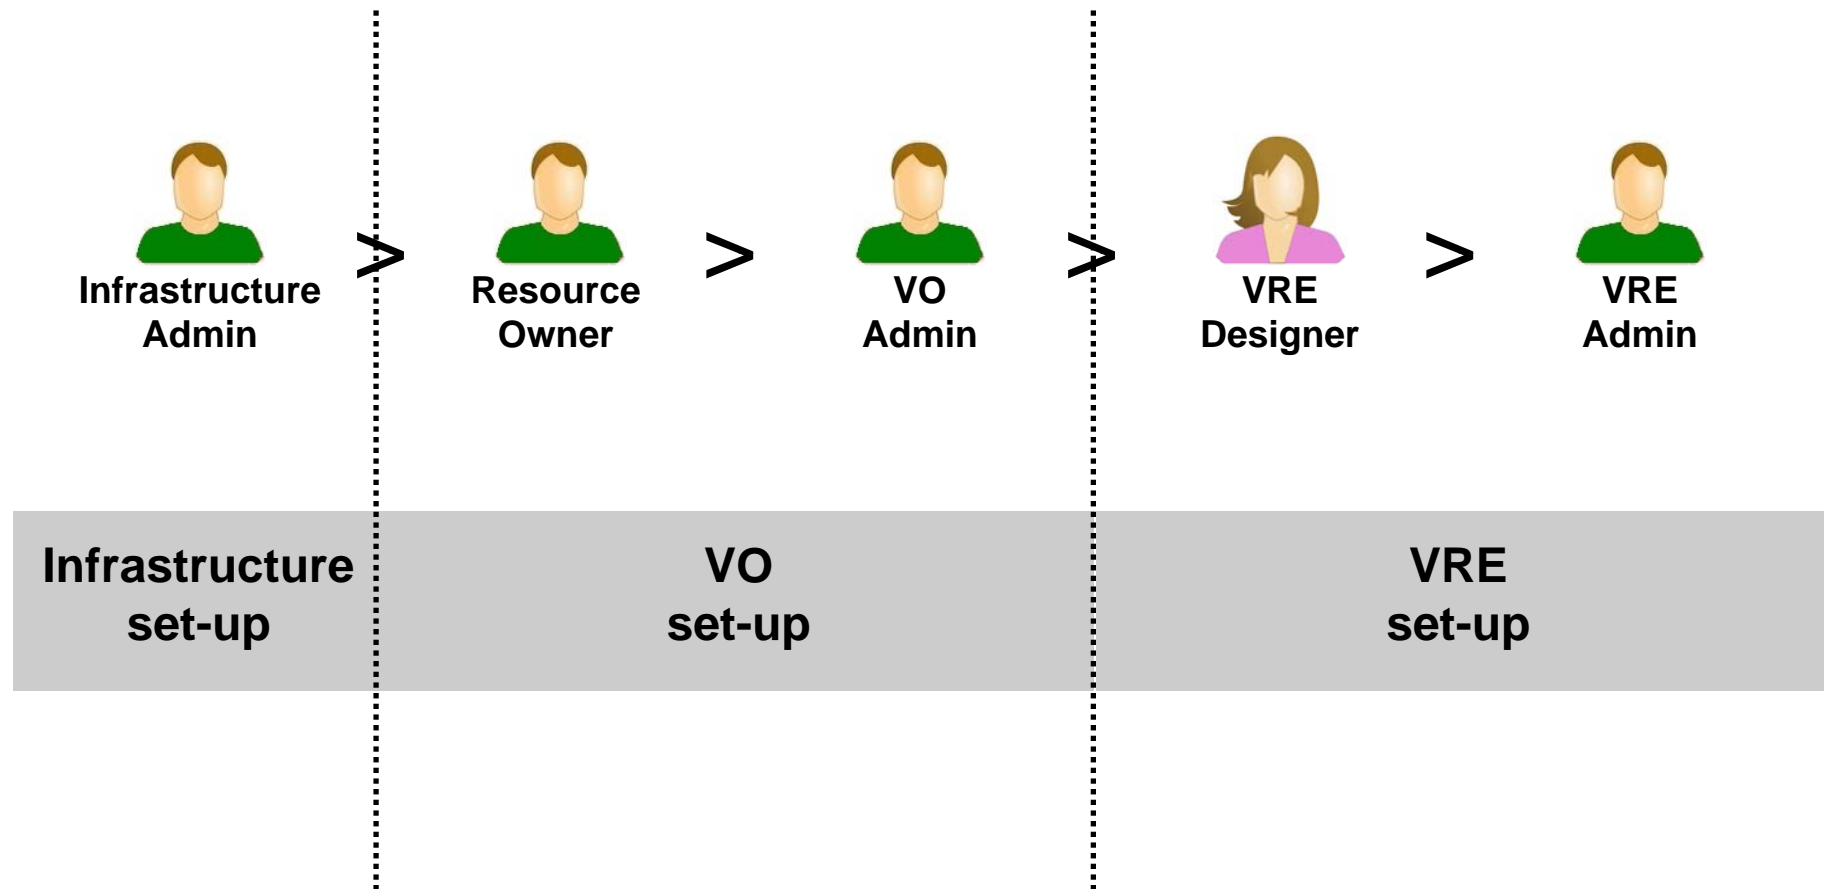 > > > >
Infrastructure Resource VO VRE VRE
Admin Owner Admin Designer Admin
Infrastructure VO VRE
set-up set-up set-up